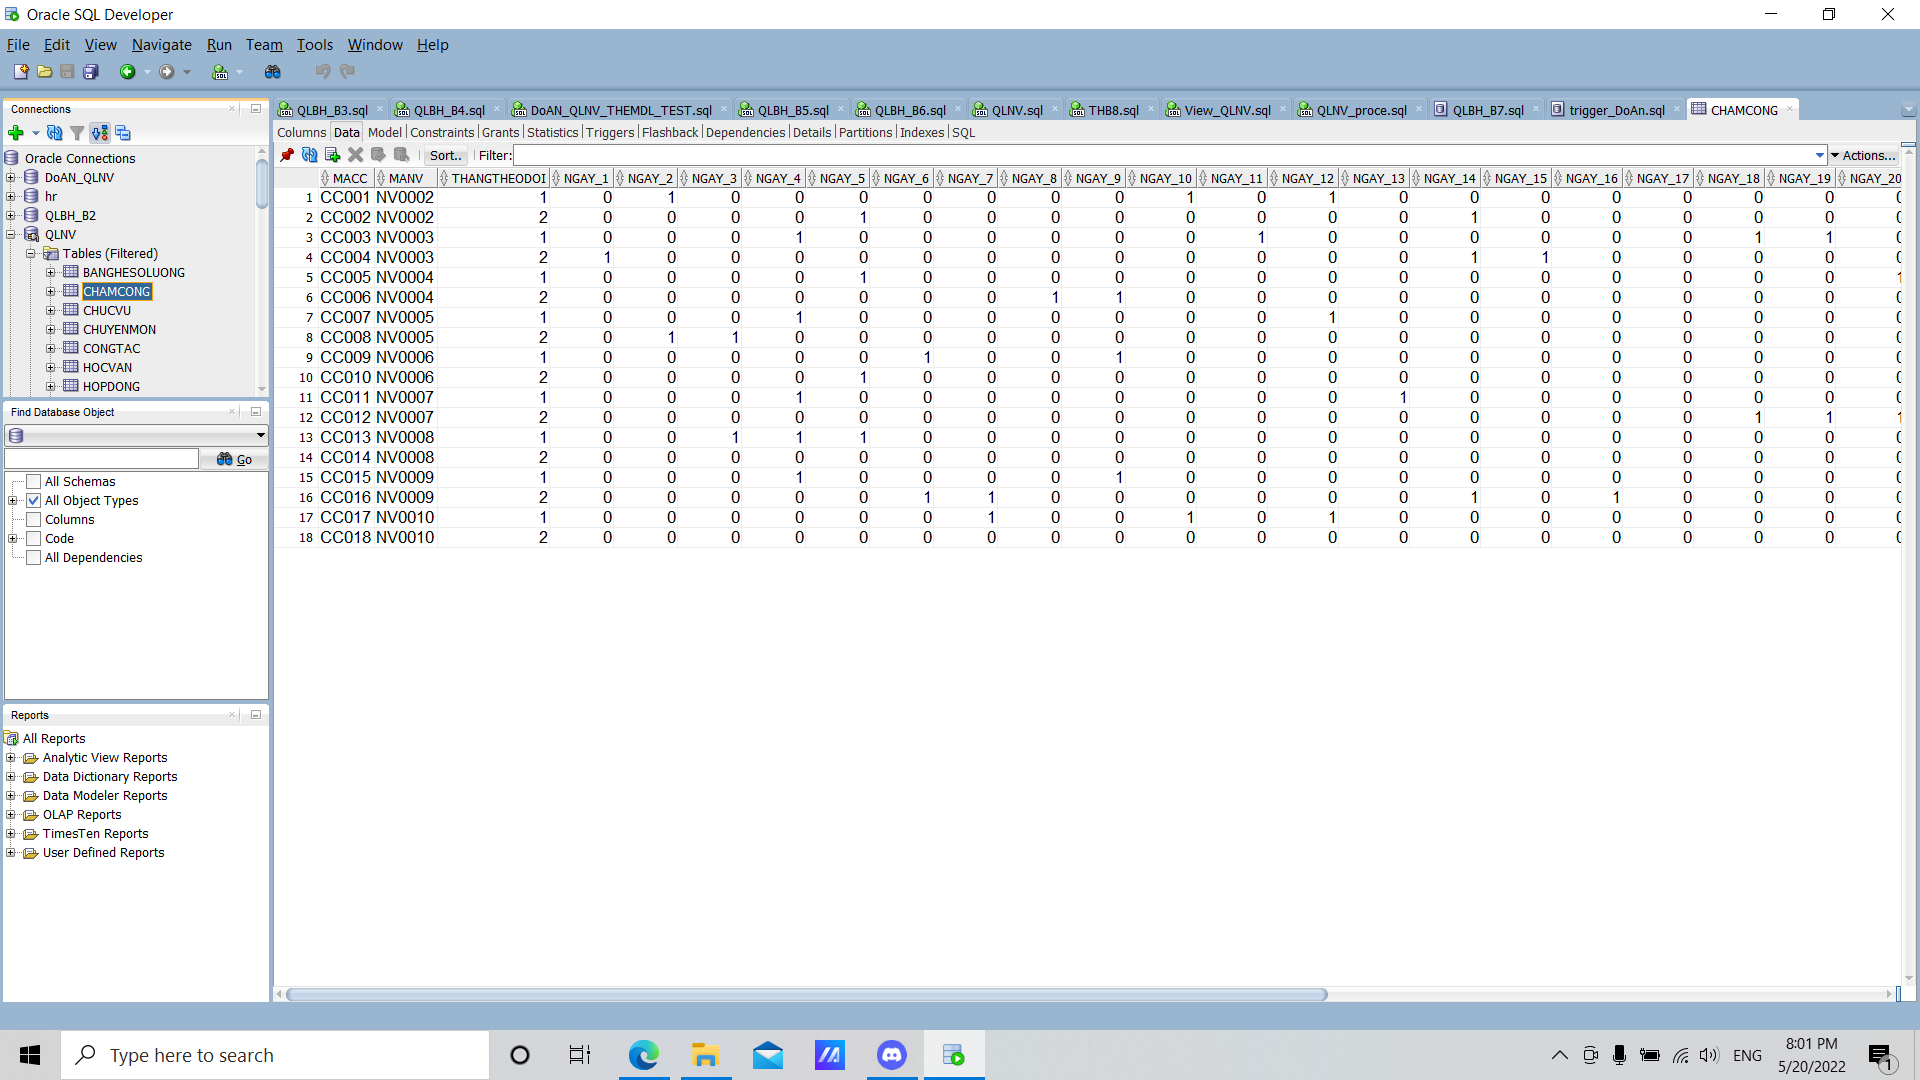 Oracle SQL Developer
File Edit View Navigate Run Team Tools Window Help
Connections
Oracle Connections
DoAN_QLNV
hr
QLBH_B2
QLNV
Tables (Filtered)
BANGHESOLUONG
CHAMCONG
CHUCVU
CHUYENMON
CONGTAC
HOCVAN
HOPDONG
Find Database Object
Go
All Schemas
All Object Types
Columns
Code
All Dependencies
Reports
All Reports
Analytic View Reports
Data Dictionary Reports
Data Modeler Reports
OLAP Reports
TimesTen Reports
User Defined Reports
QLBH_B3.sql QLBH_B4.sql DoAN_QLNV_THEMDL_TEST.sql QLBH_B5.sql QLBH_B6.sql QLNV.sql THB8.sql View_QLNV.sql QLNV_proce.sql QLBH_B7.sql trigger_DoAn.sql CHAMCONG
Columns Data Model Constraints Grants Statistics Triggers Flashback Dependencies Details Partitions Indexes SQL
Sort.. Filter: Actions...
MACC MANV THANGTHEODOI NGAY_1 NGAY_2 NGAY_3 NGAY_4 NGAY_5 NGAY_6 NGAY_7 NGAY_8 NGAY_9 NGAY_10 NGAY_11 NGAY_12 NGAY_13 NGAY_14 NGAY_15 NGAY_16 NGAY_17 NGAY_18 NGAY_19 NGAY_20
1 CC001 NV0002 1 0 1 0 0 0 0 0 0 0 1 0 1 0 0 0 0 0 0 0 0
2 CC002 NV0002 2 0 0 0 0 1 0 0 0 0 0 0 0 0 1 0 0 0 0 0 0
3 CC003 NV0003 1 0 0 0 1 0 0 0 0 0 0 1 0 0 0 0 0 0 1 1 0
4 CC004 NV0003 2 1 0 0 0 0 0 0 0 0 0 0 0 0 1 1 0 0 0 0 0
5 CC005 NV0004 1 0 0 0 0 1 0 0 0 0 0 0 0 0 0 0 0 0 0 0 1
6 CC006 NV0004 2 0 0 0 0 0 0 0 1 1 0 0 0 0 0 0 0 0 0 0 0
7 CC007 NV0005 1 0 0 0 1 0 0 0 0 0 0 0 1 0 0 0 0 0 0 0 0
8 CC008 NV0005 2 0 1 1 0 0 0 0 0 0 0 0 0 0 0 0 0 0 0 0 0
9 CC009 NV0006 1 0 0 0 0 0 1 0 0 1 0 0 0 0 0 0 0 0 0 0 0
10 CC010 NV0006 2 0 0 0 0 1 0 0 0 0 0 0 0 0 0 0 0 0 0 0 0
11 CC011 NV0007 1 0 0 0 1 0 0 0 0 0 0 0 0 1 0 0 0 0 0 0 0
12 CC012 NV0007 2 0 0 0 0 0 0 0 0 0 0 0 0 0 0 0 0 0 1 1 1
13 CC013 NV0008 1 0 0 1 1 1 0 0 0 0 0 0 0 0 0 0 0 0 0 0 0
14 CC014 NV0008 2 0 0 0 0 0 0 0 0 0 0 0 0 0 0 0 0 0 0 0 0
15 CC015 NV0009 1 0 0 0 1 0 0 0 0 1 0 0 0 0 0 0 0 0 0 0 0
16 CC016 NV0009 2 0 0 0 0 0 1 1 0 0 0 0 0 0 1 0 1 0 0 0 0
17 CC017 NV0010 1 0 0 0 0 0 0 1 0 0 1 0 1 0 0 0 0 0 0 0 0
18 CC018 NV0010 2 0 0 0 0 0 0 0 0 0 0 0 0 0 0 0 0 0 0 0 0
Type here to search
ENG
8:01 PM
5/20/2022
1